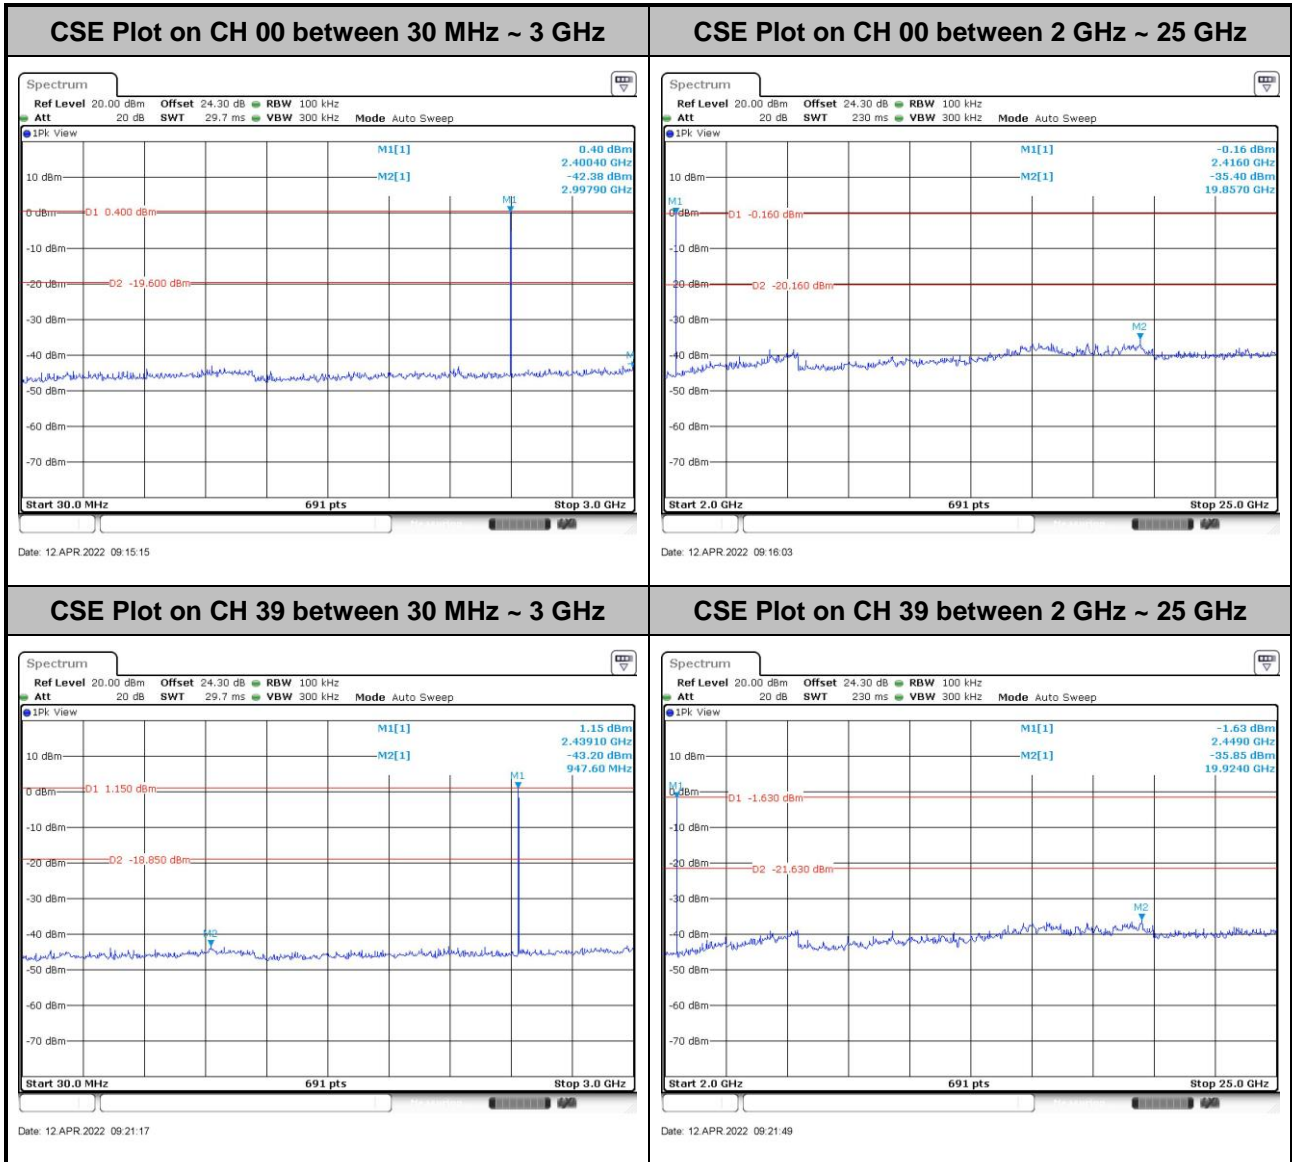 CSE Plot on CH 00 between 30 MHz ~ 3 GHz
Spectrum
Ref Level 20.00 dBm Offset 24.30 dB RBW 100 kHz
Att 20 dB SWT 29.7 ms VBW 300 kHz Mode Auto Sweep
1Pk View
M1[1] 0.40 dBm
2.40040 GHz
M2[1] -42.38 dBm
2.99790 GHz
10 dBm
M1
0 dBm
D1 0.400 dBm
-10 dBm
-20 dBm
D2 -19.600 dBm
-30 dBm
-40 dBm
-50 dBm
-60 dBm
-70 dBm
Start 30.0 MHz 691 pts Stop 3.0 GHz
Date: 12.APR.2022 09:15:15
CSE Plot on CH 00 between 2 GHz ~ 25 GHz
Spectrum
Ref Level 20.00 dBm Offset 24.30 dB RBW 100 kHz
Att 20 dB SWT 230 ms VBW 300 kHz Mode Auto Sweep
1Pk View
M1[1] -0.16 dBm
2.4160 GHz
M2[1] -35.40 dBm
19.8570 GHz
10 dBm
M1
0 dBm
D1 -0.160 dBm
-10 dBm
-20 dBm
D2 -20.160 dBm
-30 dBm
M2
-40 dBm
-50 dBm
-60 dBm
-70 dBm
Start 2.0 GHz 691 pts Stop 25.0 GHz
Date: 12.APR.2022 09:16:03
CSE Plot on CH 39 between 30 MHz ~ 3 GHz
Spectrum
Ref Level 20.00 dBm Offset 24.30 dB RBW 100 kHz
Att 20 dB SWT 29.7 ms VBW 300 kHz Mode Auto Sweep
1Pk View
M1[1] 1.15 dBm
2.43910 GHz
M2[1] -43.20 dBm
947.60 MHz
10 dBm
M1
0 dBm
D1 1.150 dBm
-10 dBm
-20 dBm
D2 -18.850 dBm
-30 dBm
-40 dBm
M2
-50 dBm
-60 dBm
-70 dBm
Start 30.0 MHz 691 pts Stop 3.0 GHz
Date: 12.APR.2022 09:21:17
CSE Plot on CH 39 between 2 GHz ~ 25 GHz
Spectrum
Ref Level 20.00 dBm Offset 24.30 dB RBW 100 kHz
Att 20 dB SWT 230 ms VBW 300 kHz Mode Auto Sweep
1Pk View
M1[1] -1.63 dBm
2.4490 GHz
M2[1] -35.85 dBm
19.9240 GHz
10 dBm
M1
0 dBm
D1 -1.630 dBm
-10 dBm
-20 dBm
D2 -21.630 dBm
-30 dBm
M2
-40 dBm
-50 dBm
-60 dBm
-70 dBm
Start 2.0 GHz 691 pts Stop 25.0 GHz
Date: 12.APR.2022 09:21:49